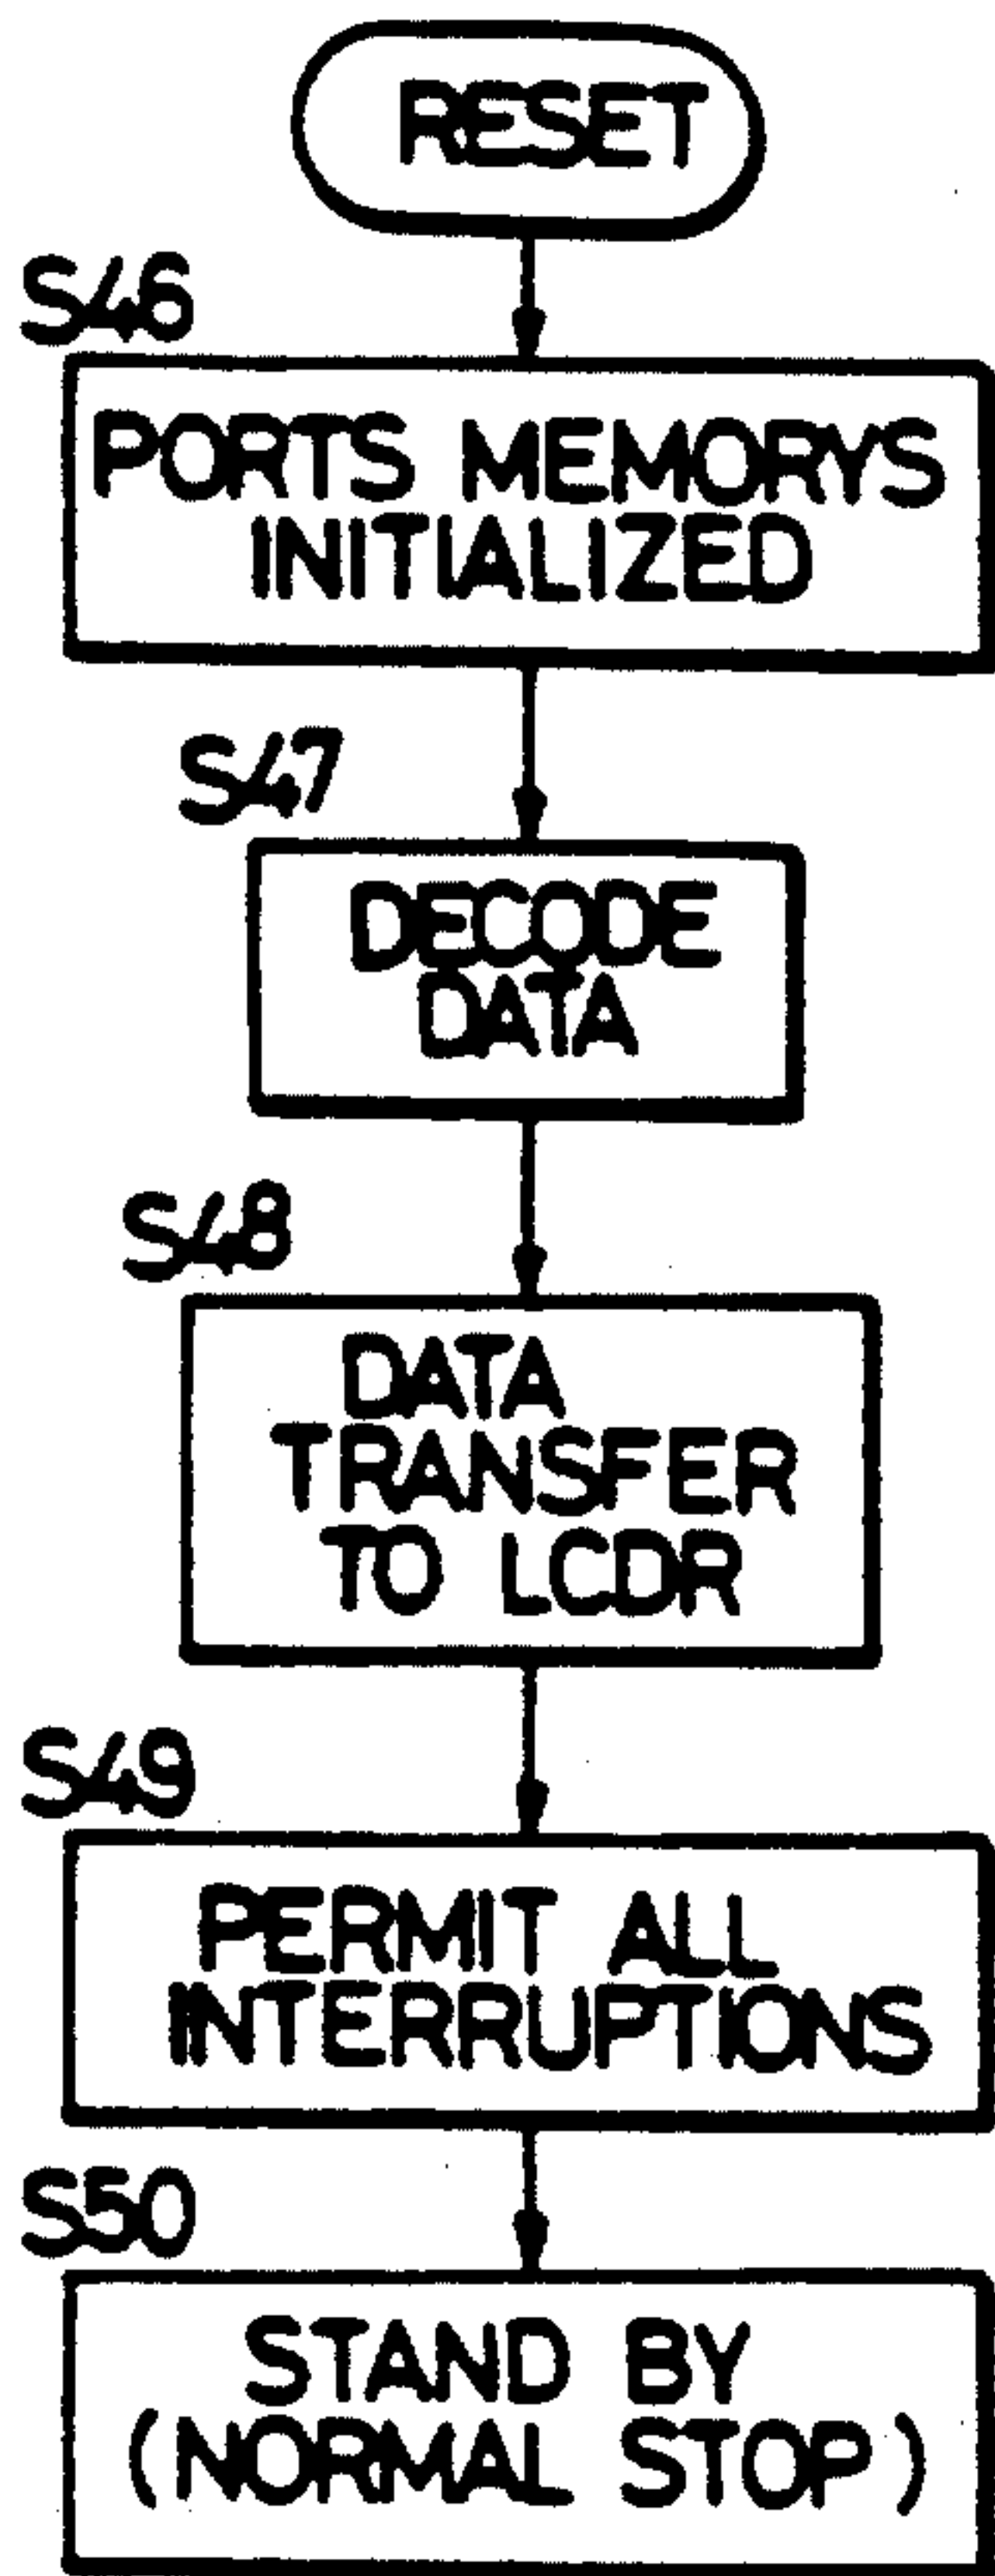 RESET
S46
PORTS MEMORYS
INITIALIZED
S47
DECODE
DATA
S48
DATA
TRANSFER
TO LCDR
S49
PERMIT ALL
INTERRUPTIONS
S50
STAND BY
(NORMAL STOP)